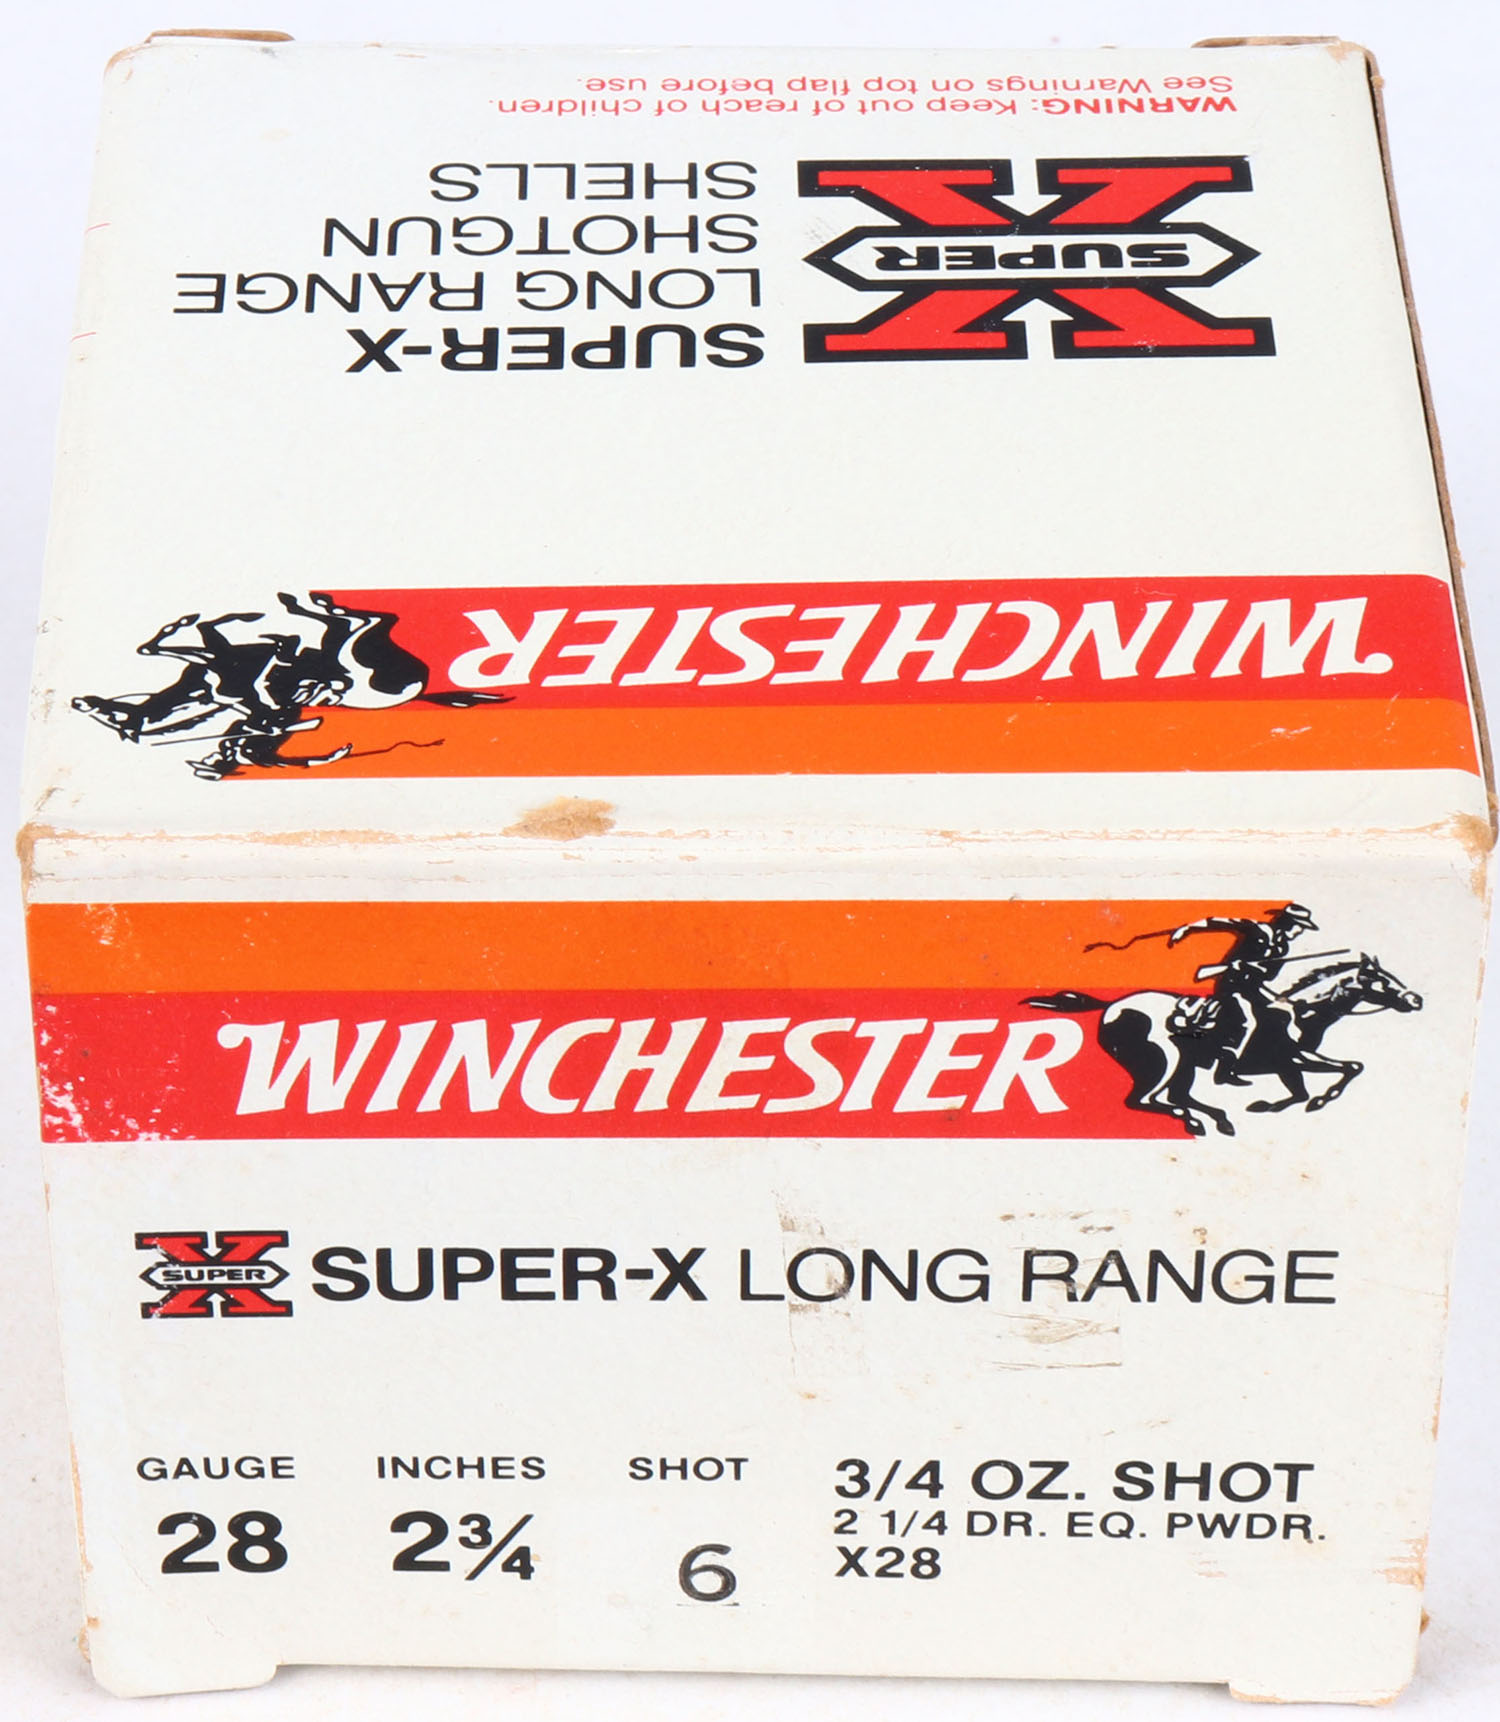 WARNING: Keep out of reach of children.
See Warnings on top flap before use.
SUPER
SUPER-X
LONG RANGE
SHOTGUN
SHELLS
WINCHESTER
WINCHESTER
SUPER SUPER-X LONG RANGE
GAUGE INCHES SHOT
28 2¾ 6
3/4 OZ. SHOT
2 1/4 DR. EQ. PWDR.
X28